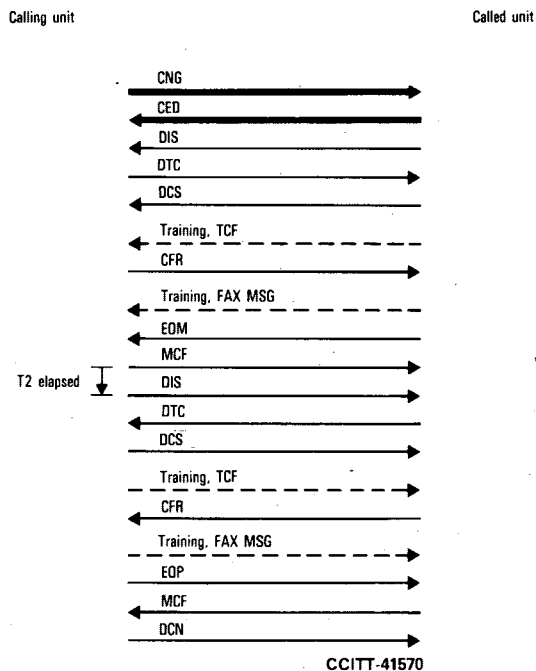 Calling unit
Called unit
CNG
CED
DIS
DTC
DCS
Training, TCF
CFR
Training, FAX MSG
EOM
MCF
T2 elapsed
DIS
DTC
DCS
Training, TCF
CFR
Training, FAX MSG
EOP
MCF
DCN
CCITT-41570